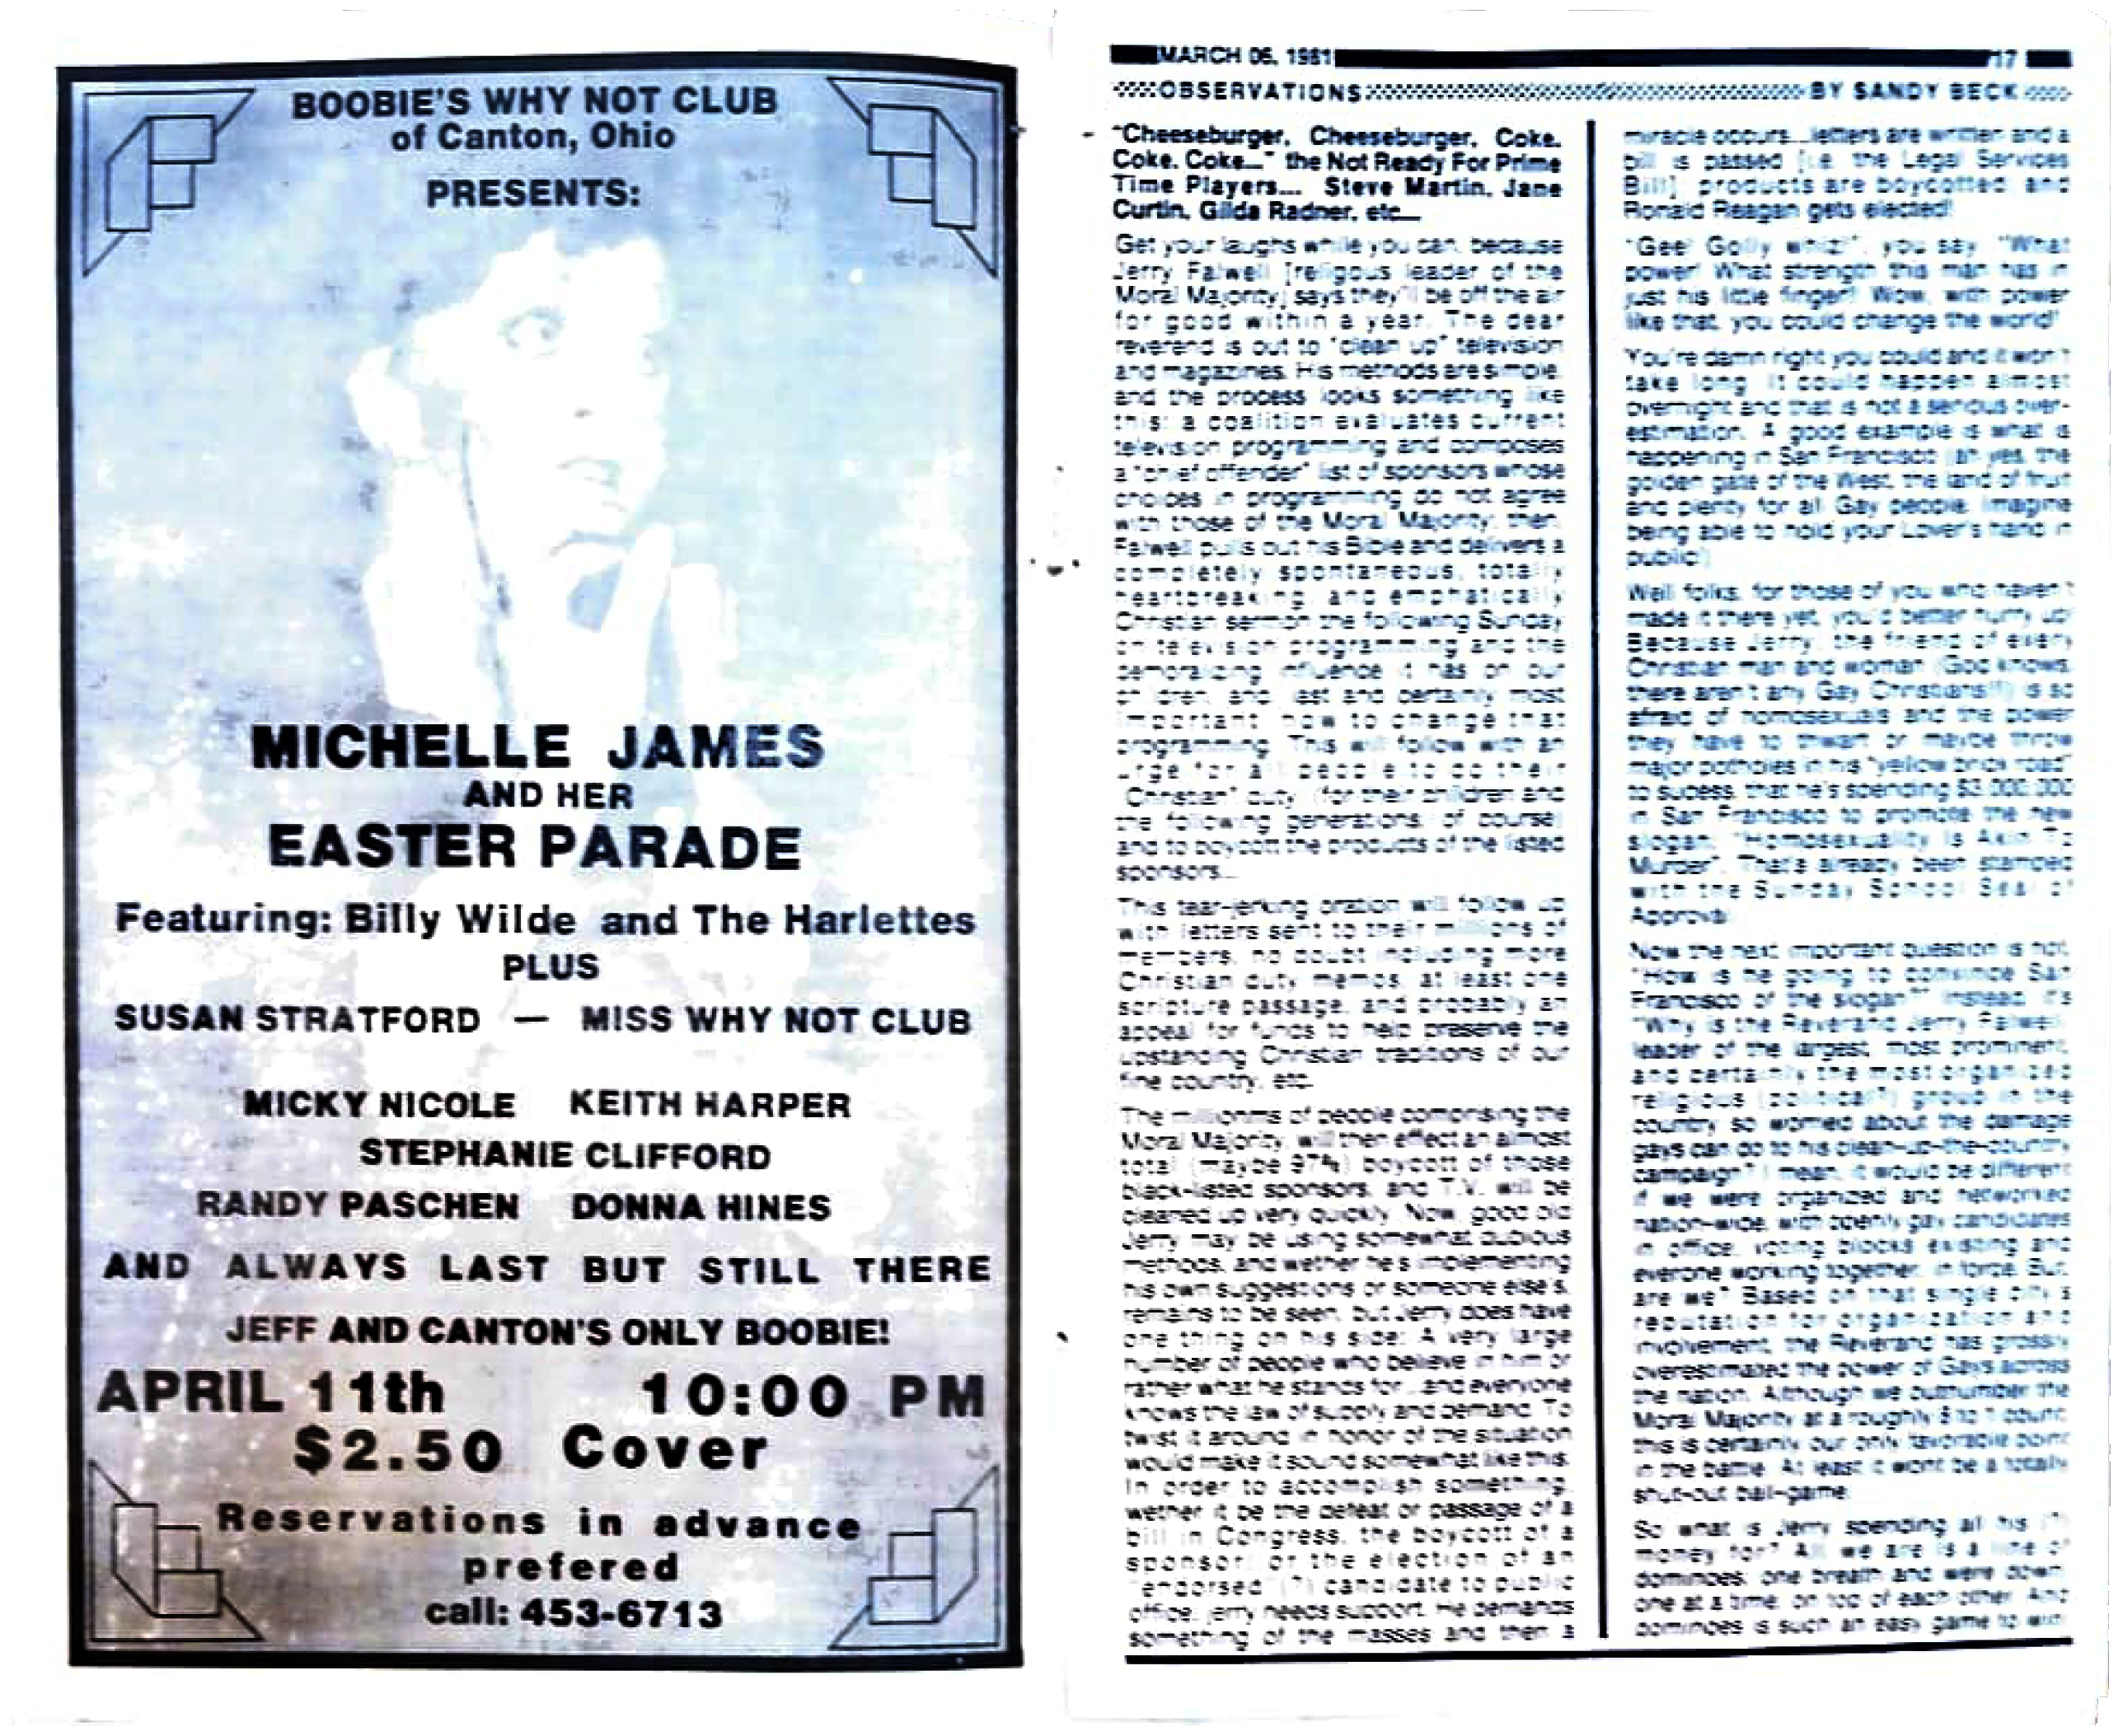 BOOBIE'S WHY NOT CLUB
of Canton, Ohio
PRESENTS:
MICHELLE JAMES
AND HER
EASTER PARADE
Featuring: Billy Wilde and The Harlettes
PLUS
SUSAN STRATFORD — MISS WHY NOT CLUB
MICKY NICOLE KEITH HARPER
STEPHANIE CLIFFORD
RANDY PASCHEN DONNA HINES
AND ALWAYS LAST BUT STILL THERE
JEFF AND CANTON'S ONLY BOOBIE!
APRIL 11th 10:00 PM
$2.50 Cover
Reservations in advance
prefered
call: 453-6713
MARCH 06, 1981 17
OBSERVATIONS BY SANDY BECK
"Cheeseburger, Cheeseburger, Coke,
Coke, Coke..." the Not Ready For Prime
Time Players... Steve Martin, Jane
Curtin, Gilda Radner, etc...
Get your laughs while you can, because
Jerry Falwell [religous leader of the
Moral Majority] says they'll be off the air
for good within a year. The dear
reverend is out to "clean up" television
and magazines. His methods are simple,
and the process looks something like
this: a coalition evaluates current
television programming and composes
a "chief offender" list of sponsors whose
choices in programming do not agree
with those of the Moral Majority; then,
Falwell pulls out his Bible and delivers a
completely spontaneous, totally
heartbreaking, and emphatically
Christian sermon the following Sunday
on television programming and the
demoralizing influence it has on our
children, and last and certainly most
important, how to change that
programming. This will follow with an
urge for all people to do their
"Christian" duty (for their children and
the following generations, of course)
and to boycott the products of the listed
sponsors...
This tear-jerking oration will follow up
with letters sent to their millions of
members, no doubt including more
Christian duty memos, at least one
scripture passage, and probably an
appeal for funds to help preserve the
upstanding Christian traditions of our
fine country, etc.
The millionms of people comprising the
Moral Majority, will then effect an almost
total (maybe 97%) boycott of those
black-listed sponsors, and T.V. will be
cleaned up very quickly. Now, good old
Jerry may be using somewhat dubious
methods, and wether he's implementing
his own suggestions or someone else's,
remains to be seen, but Jerry does have
one thing on his side: A very large
number of people who believe in him or
rather what he stands for...and everyone
knows the law of supply and demand. To
twist it around in honor of the situation
would make it sound somewhat like this:
In order to accomplish something,
wether it be the defeat or passage of a
bill in Congress, the boycott of a
sponsor, or the election of an
"endorsed" (?) candidate to public
office, jerry needs support. He demands
something of the masses and then a
miracle occurs...letters are written and a
bill is passed [i.e. the Legal Services
Bill]; products are boycotted; and
Ronald Reagan gets elected!
"Gee! Golly whiz!", you say. "What
power! What strength this man has in
just his little finger! Wow, with power
like that, you could change the world!"
You're damn right you could and it won't
take long. It could happen almost
overnight and that is not a serious over-
estimation. A good example is what is
happening in San Francisco (ah yes, the
golden gate of the West, the land of fruit
and plenty for all Gay people. Imagine
being able to hold your Lover's hand in
public!)
Well folks, for those of you who haven't
made it there yet, you'd better hurry up!
Because Jerry, the friend of every
Christian man and woman (God knows,
there aren't any Gay Christians!!) is so
afraid of homosexuals and the power
they have to thwart or maybe throw
major potholes in his "yellow brick road"
to sucess, that he's spending $3,000,000
in San Francisco to promote the new
slogan, "Homosexuality Is Akin To
Murder". That's already been stamped
with the Sunday School Seal of
Approval.
Now the next important question is not,
"How is he going to convince San
Francisco of the slogan?" Instead, it's
"Why is the Reverand Jerry Falwell,
leader of the largest, most prominent,
and certainly the most organized
religious (political?) group in the
country so worried about the damage
gays can do to his clean-up-the-country
campaign? I mean, it would be different
if we were organized and networked
nation-wide, with openly gay candidates
in office, voting blocks existing and
everone working together, in force. But,
are we? Based on that single city's
reputation for organization and
involvement, the Reverand has grossly
overestimated the power of Gays across
the nation. Although we outnumber the
Moral Majority at a roughly 5 to 1 count,
this is certainly our only favorable point
in the battle. At least it wont be a totally
shut-out ball-game.
So what is Jerry spending all his (?)
money for? All we are is a line of
dominoes; one breath and were down,
one at a time, on top of each other. And
dominoes is such an easy game to win.